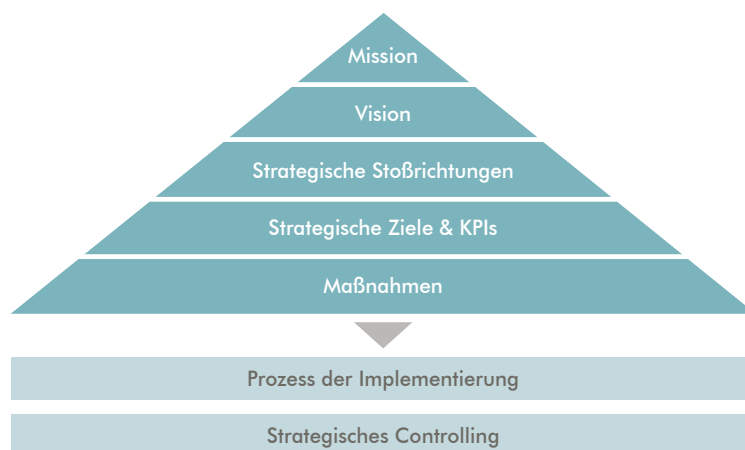 Mission
Vision
Strategische Stoßrichtungen
Strategische Ziele & KPIs
Maßnahmen
Prozess der Implementierung
Strategisches Controlling